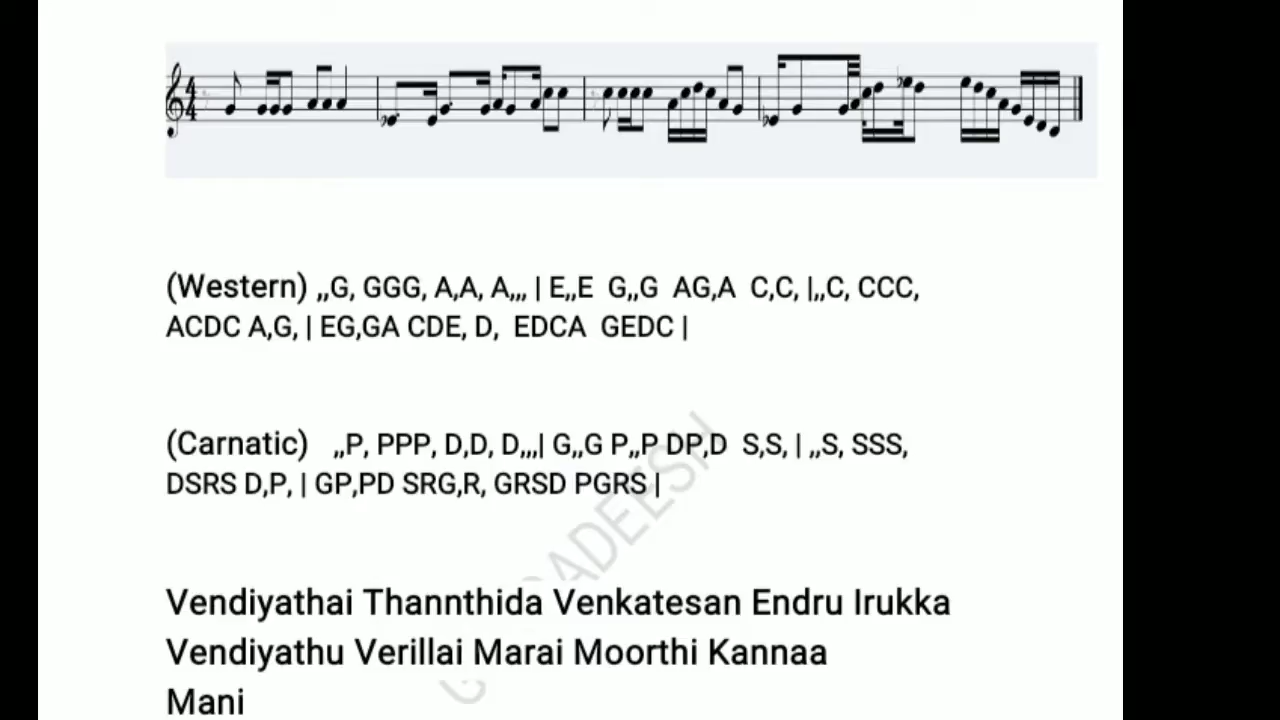 (Western) ,,G, GGG, A,A, A,,, | E,,E G,,G AG,A C,C, |,,C, CCC,
ACDC A,G, | EG,GA CDE, D, EDCA GEDC |
(Carnatic) ,,P, PPP, D,D, D,,,| G,,G P,,P DP,D S,S, | ,,S, SSS,
DSRS D,P, | GP,PD SRG,R, GRSD PGRS |
Vendiyathai Thannthida Venkatesan Endru Irukka
Vendiyathu Verillai Marai Moorthi Kannaa
Mani